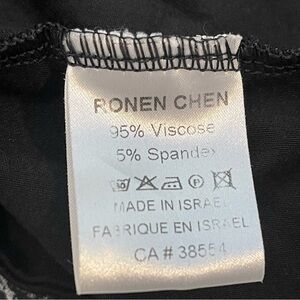 RONEN CHEN
95% Viscose
5% Spandex
MADE IN ISRAEL
FABRIQUE EN ISRAEL
CA # 38554